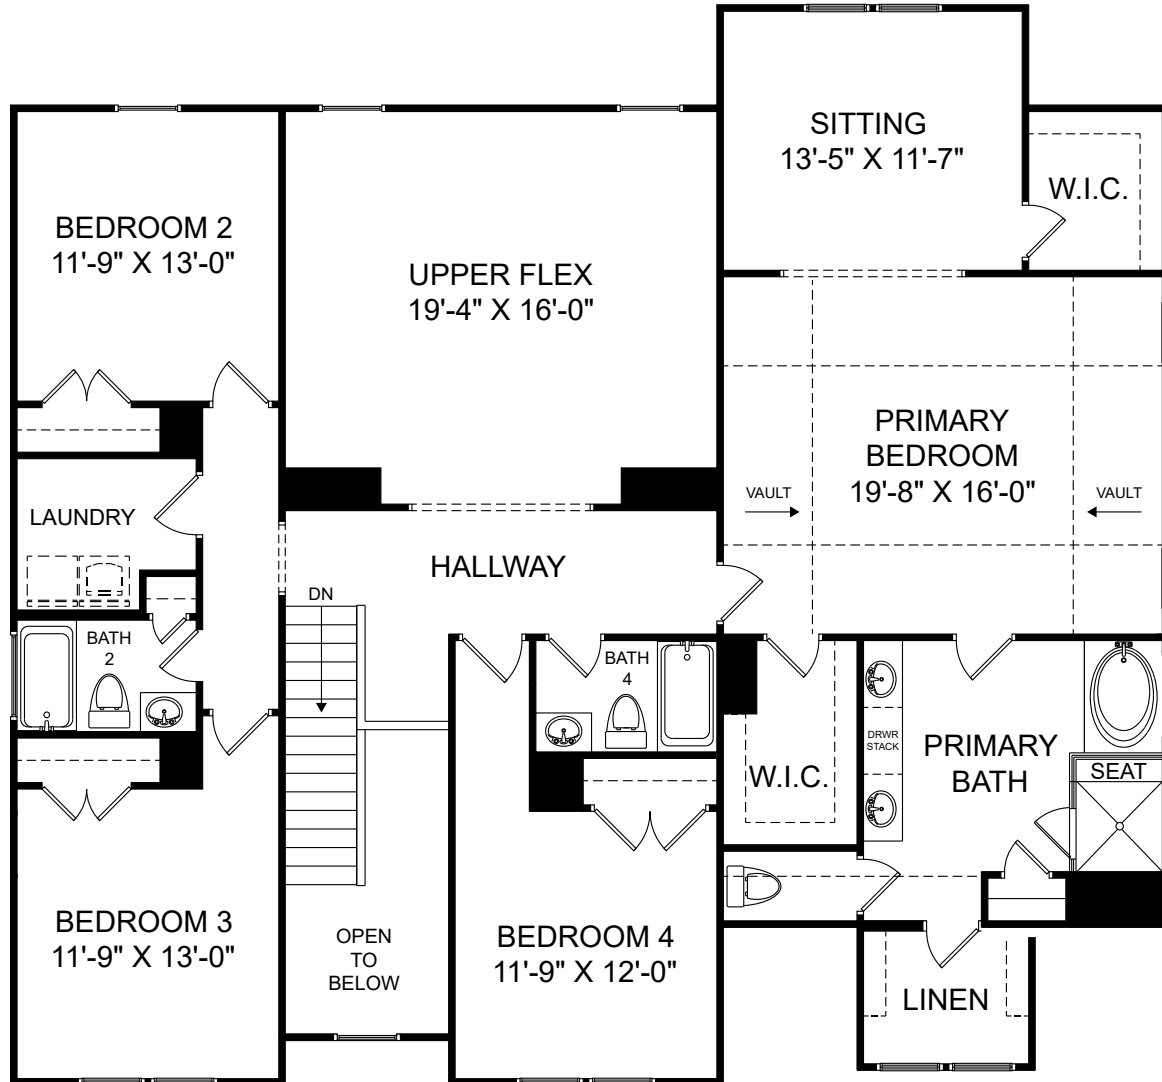 SITTING
13'-5" X 11'-7"
W.I.C.
BEDROOM 2
11'-9" X 13'-0"
UPPER FLEX
19'-4" X 16'-0"
PRIMARY
BEDROOM
19'-8" X 16'-0"
VAULT
VAULT
LAUNDRY
HALLWAY
DN
BATH
2
BATH
4
DRWR
STACK
W.I.C.
PRIMARY
BATH
SEAT
BEDROOM 3
11'-9" X 13'-0"
OPEN
TO
BELOW
BEDROOM 4
11'-9" X 12'-0"
LINEN